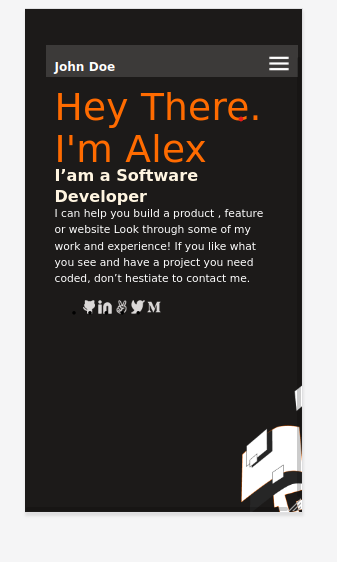 John Doe
Hey There.
I'm Alex
I’am a Software
Developer
I can help you build a product , feature
or website Look through some of my
work and experience! If you like what
you see and have a project you need
coded, don’t hestiate to contact me.